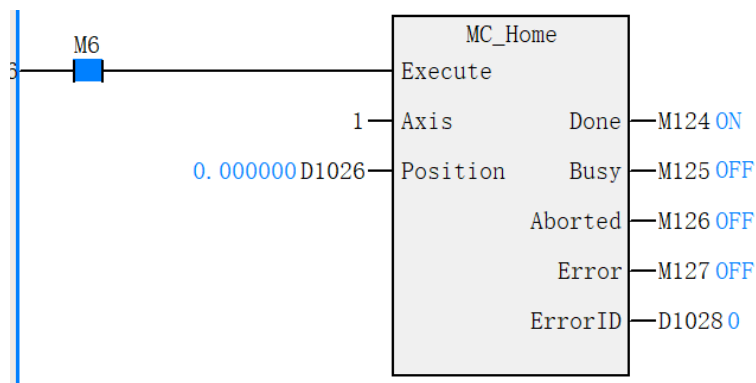 MC_Home
M6
Execute
1 Axis Done M124 ON
0.000000 D1026 Position Busy M125 OFF
Aborted M126 OFF
Error M127 OFF
ErrorID D1028 0